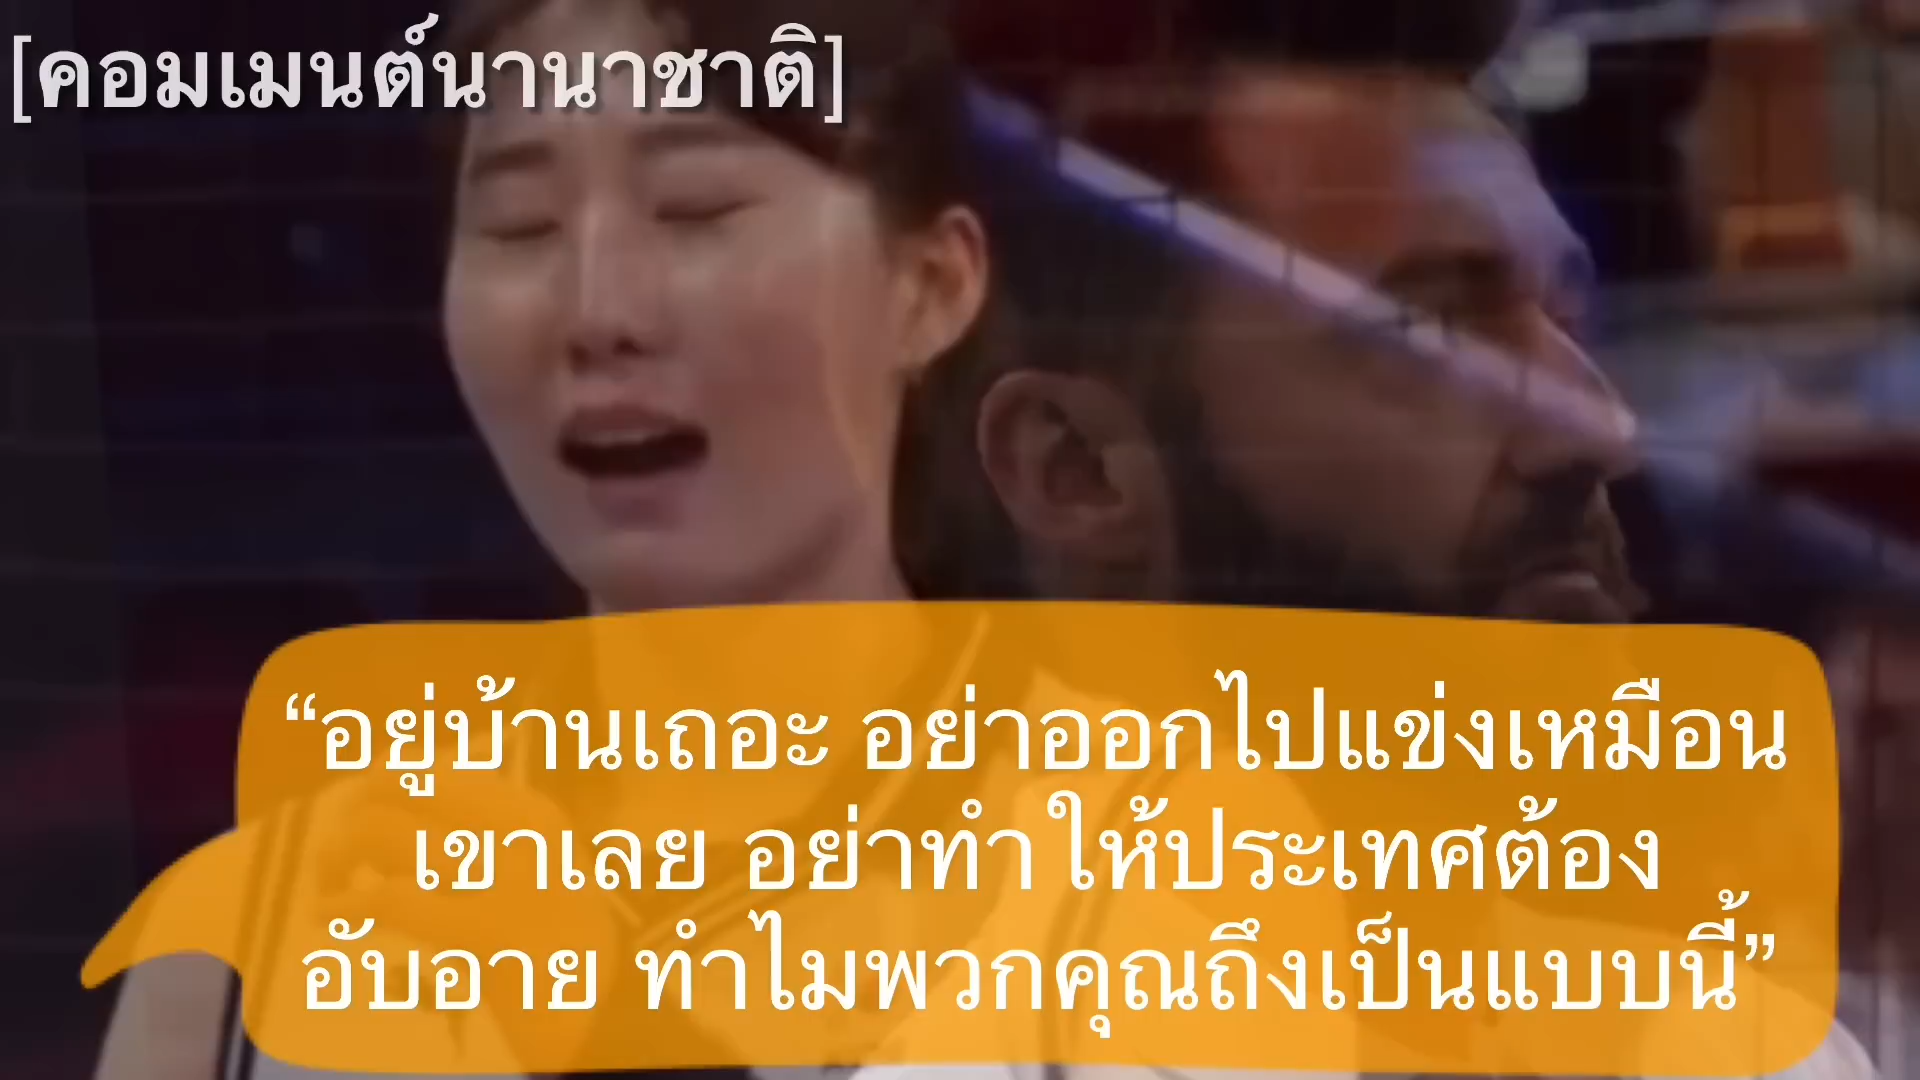 [คอมเมนต์นานาชาติ]
“อยู่บ้านเถอะ อย่าออกไปแข่งเหมือน
เขาเลย อย่าทำให้ประเทศต้อง
อับอาย ทำไมพวกคุณถึงเป็นแบบนี้”